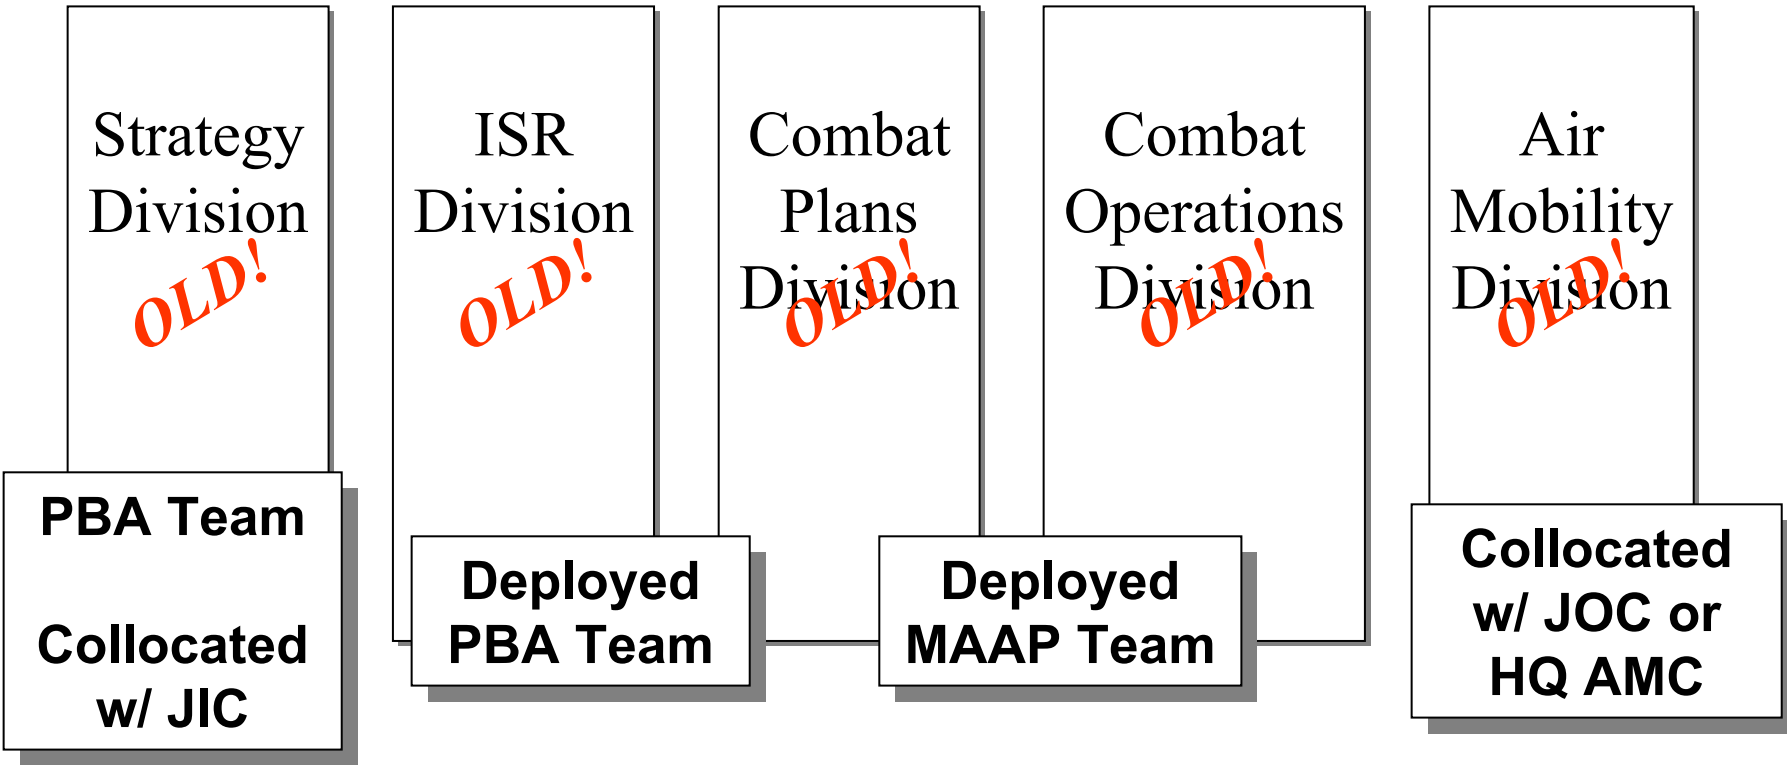 Strategy
Division
OLD!
ISR
Division
OLD!
Combat
Plans
Division
OLD!
Combat
Operations
Division
OLD!
Air
Mobility
Division
OLD!
PBA Team
Collocated
w/ JIC
Deployed
PBA Team
Deployed
MAAP Team
Collocated
w/ JOC or
HQ AMC